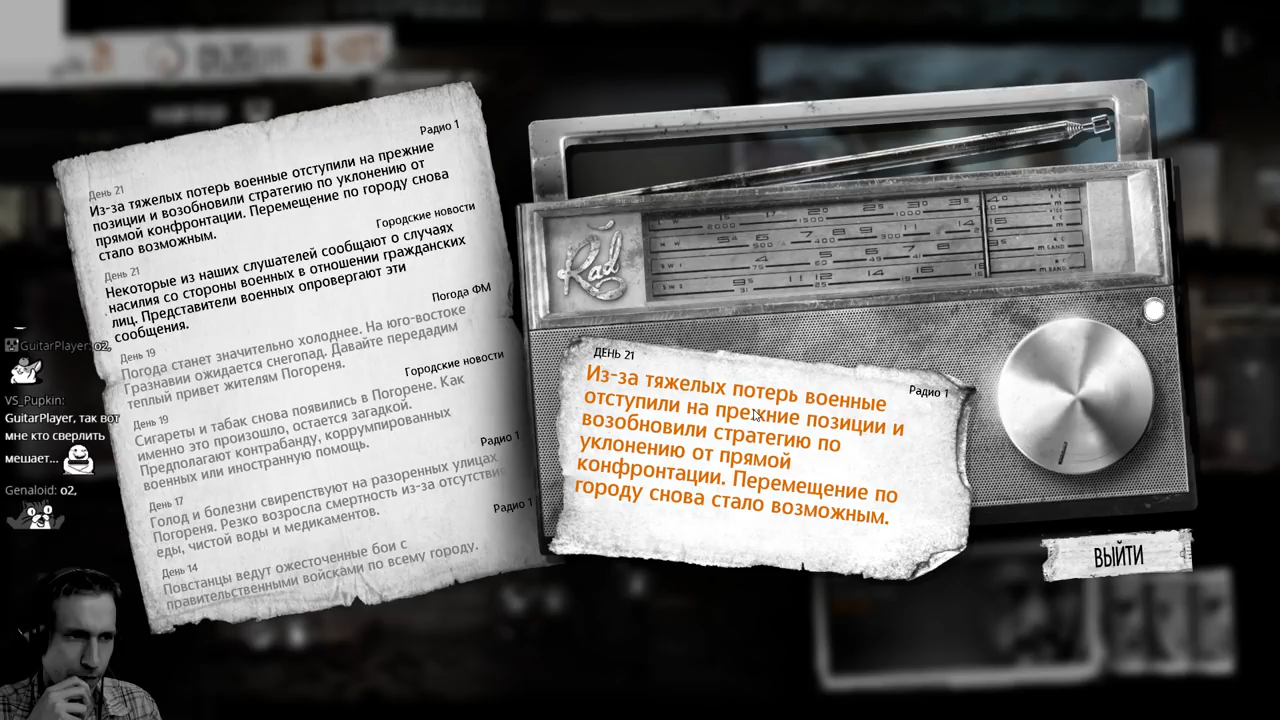 Радио 1
День 21
Из-за тяжелых потерь военные отступили на прежние
позиции и возобновили стратегию по уклонению от
прямой конфронтации. Перемещение по городу снова
стало возможным.
Городские новости
День 21
Некоторые из наших слушателей сообщают о случаях
насилия со стороны военных в отношении гражданских
лиц. Представители военных опровергают эти
сообщения.
Погода ФМ
День 19
Погода станет значительно холоднее. На юго-востоке
Гразнавии ожидается снегопад. Давайте передадим
теплый привет жителям Погореня.
Городские новости
День 19
Сигареты и табак снова появились в Погорене. Как
именно это произошло, остается загадкой.
Предполагают контрабанду, коррумпированных
военных или иностранную помощь.
Радио 1
День 17
Голод и болезни свирепствуют на разоренных улицах
Погореня. Резко возросла смертность из-за отсутствия
еды, чистой воды и медикаментов.
Радио 1
День 14
Повстанцы ведут ожесточенные бои с
правительственными войсками по всему городу.
Rad
ДЕНЬ 21
Радио 1
Из-за тяжелых потерь военные
отступили на прежние позиции и
возобновили стратегию по
уклонению от прямой
конфронтации. Перемещение по
городу снова стало возможным.
ВЫЙТИ
GuitarPlayer: o2,
VS_Pupkin:
GuitarPlayer, так вот
мне кто сверлить
мешает...
Genaloid: o2,